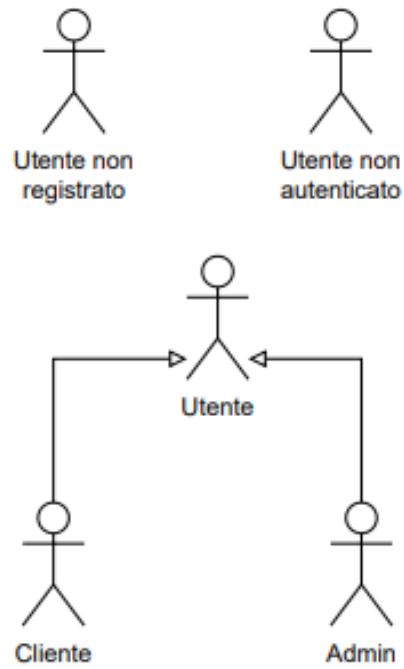 Utente non
registrato
Utente non
autenticato
Utente
Cliente
Admin